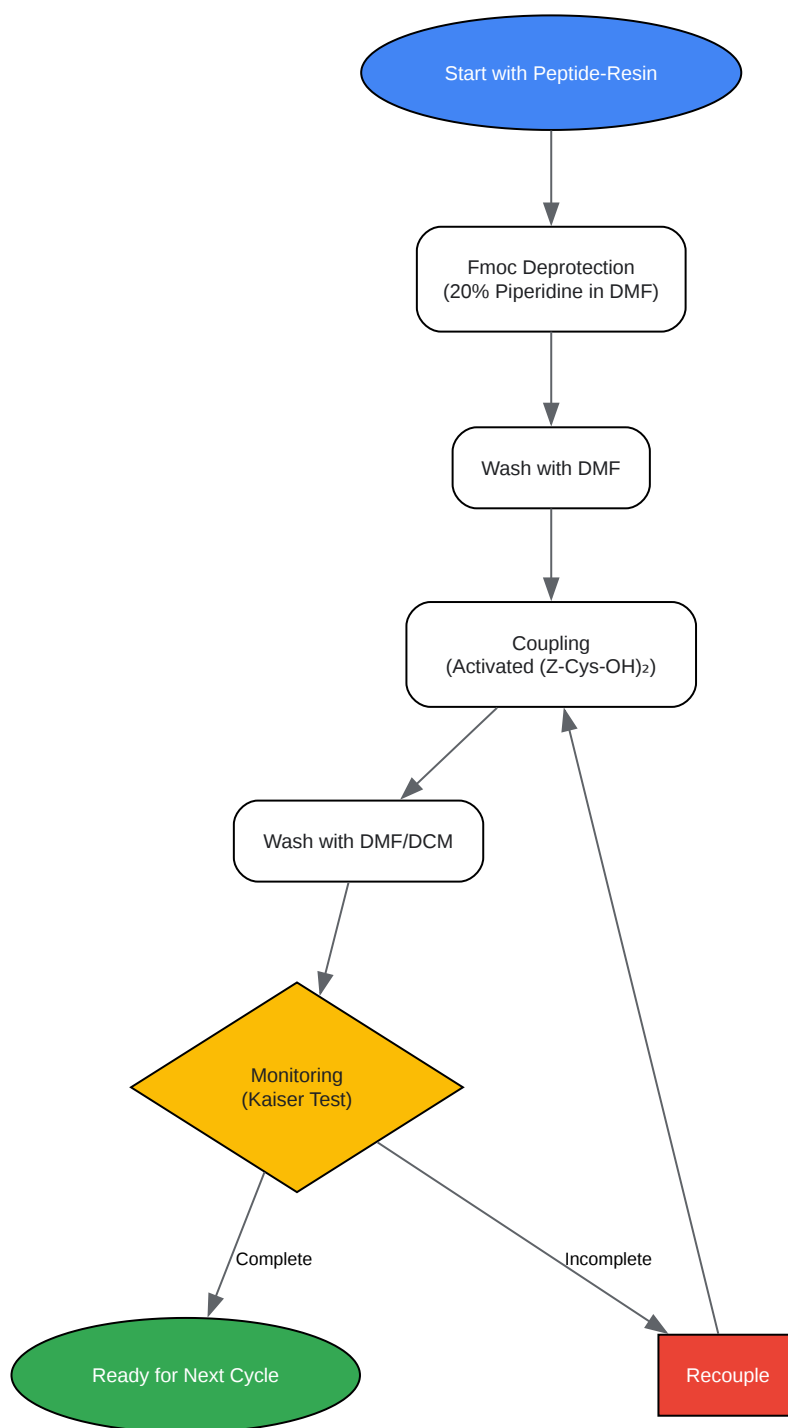 Start with Peptide-Resin
Fmoc Deprotection
(20% Piperidine in DMF)
Wash with DMF
Coupling
(Activated (Z-Cys-OH)₂)
Wash with DMF/DCM
Monitoring
(Kaiser Test)
Complete
Incomplete
Ready for Next Cycle
Recouple